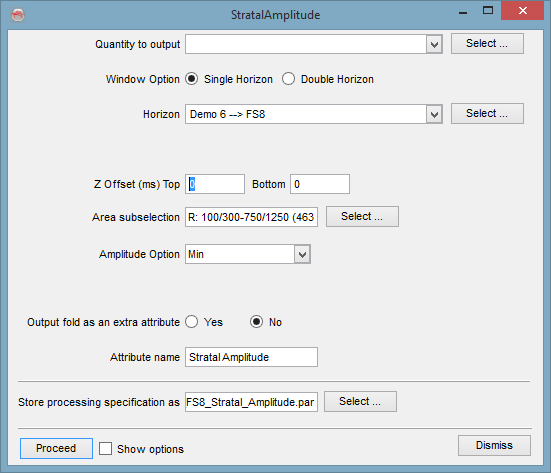 StratalAmplitude
Quantity to output Select ...
Window Option Single Horizon Double Horizon
Horizon Demo 6 --> FS8 Select ...
Z Offset (ms) Top 0 Bottom 0
Area subselection R: 100/300-750/1250 (463 Select ...
Amplitude Option Min
Output fold as an extra attribute Yes No
Attribute name Stratal Amplitude
Store processing specification as FS8_Stratal_Amplitude.par Select ...
Proceed Show options Dismiss